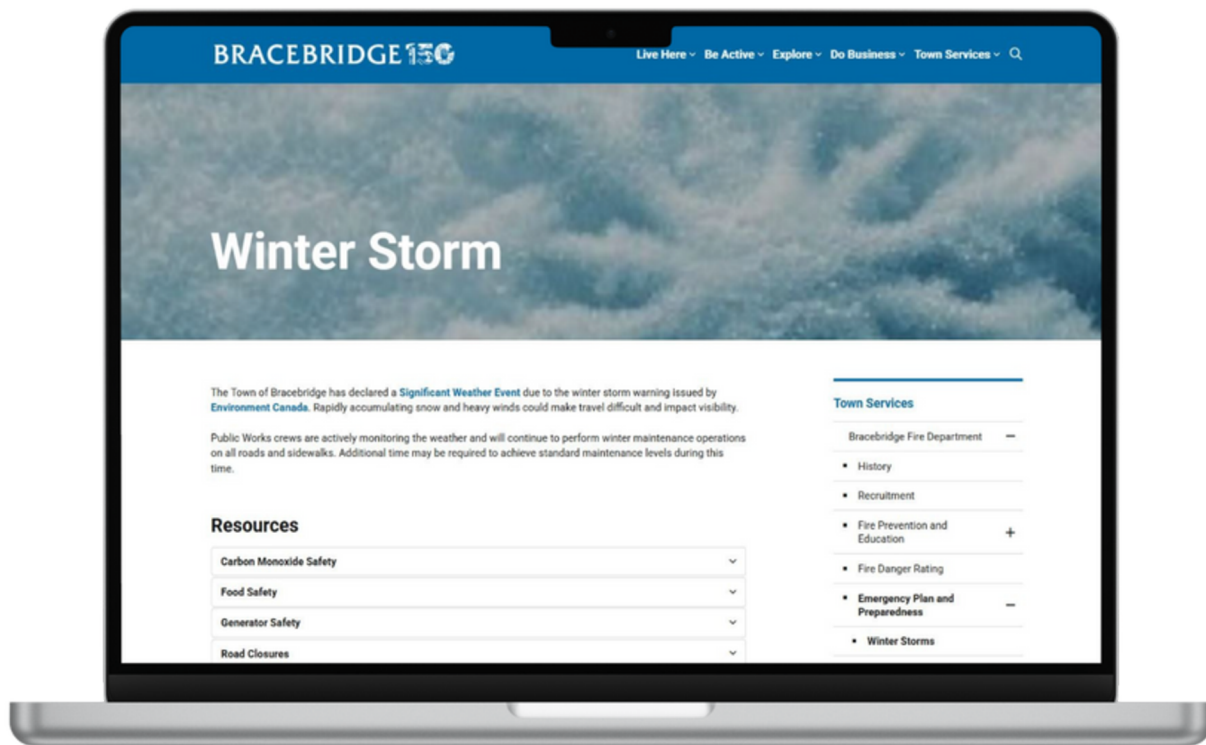 BRACEBRIDGE 150
Live Here Be Active Explore Do Business Town Services
Winter Storm
The Town of Bracebridge has declared a Significant Weather Event due to the winter storm warning issued by
Environment Canada. Rapidly accumulating snow and heavy winds could make travel difficult and impact visibility.
Public Works crews are actively monitoring the weather and will continue to perform winter maintenance operations
on all roads and sidewalks. Additional time may be required to achieve standard maintenance levels during this
time.
Resources
Carbon Monoxide Safety
Food Safety
Generator Safety
Road Closures
Town Services
Bracebridge Fire Department
History
Recruitment
Fire Prevention and
Education
Fire Danger Rating
Emergency Plan and
Preparedness
Winter Storms